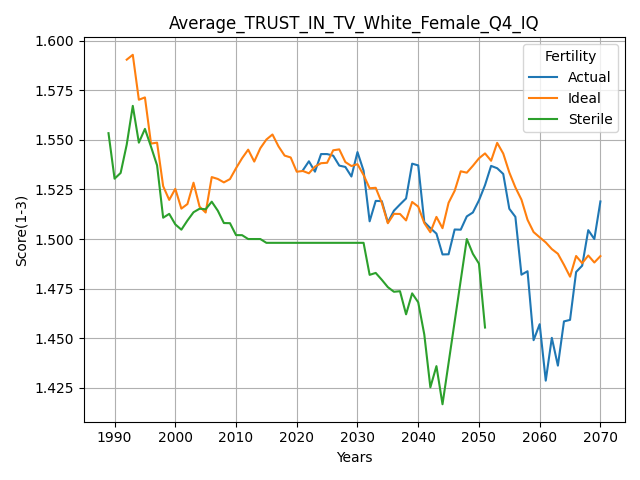 Average_TRUST_IN_TV_White_Female_Q4_IQ
Fertility
Actual
Ideal
Sterile
Score(1-3)
1.600
1.575
1.550
1.525
1.500
1.475
1.450
1.425
1990 2000 2010 2020 2030 2040 2050 2060 2070
Years